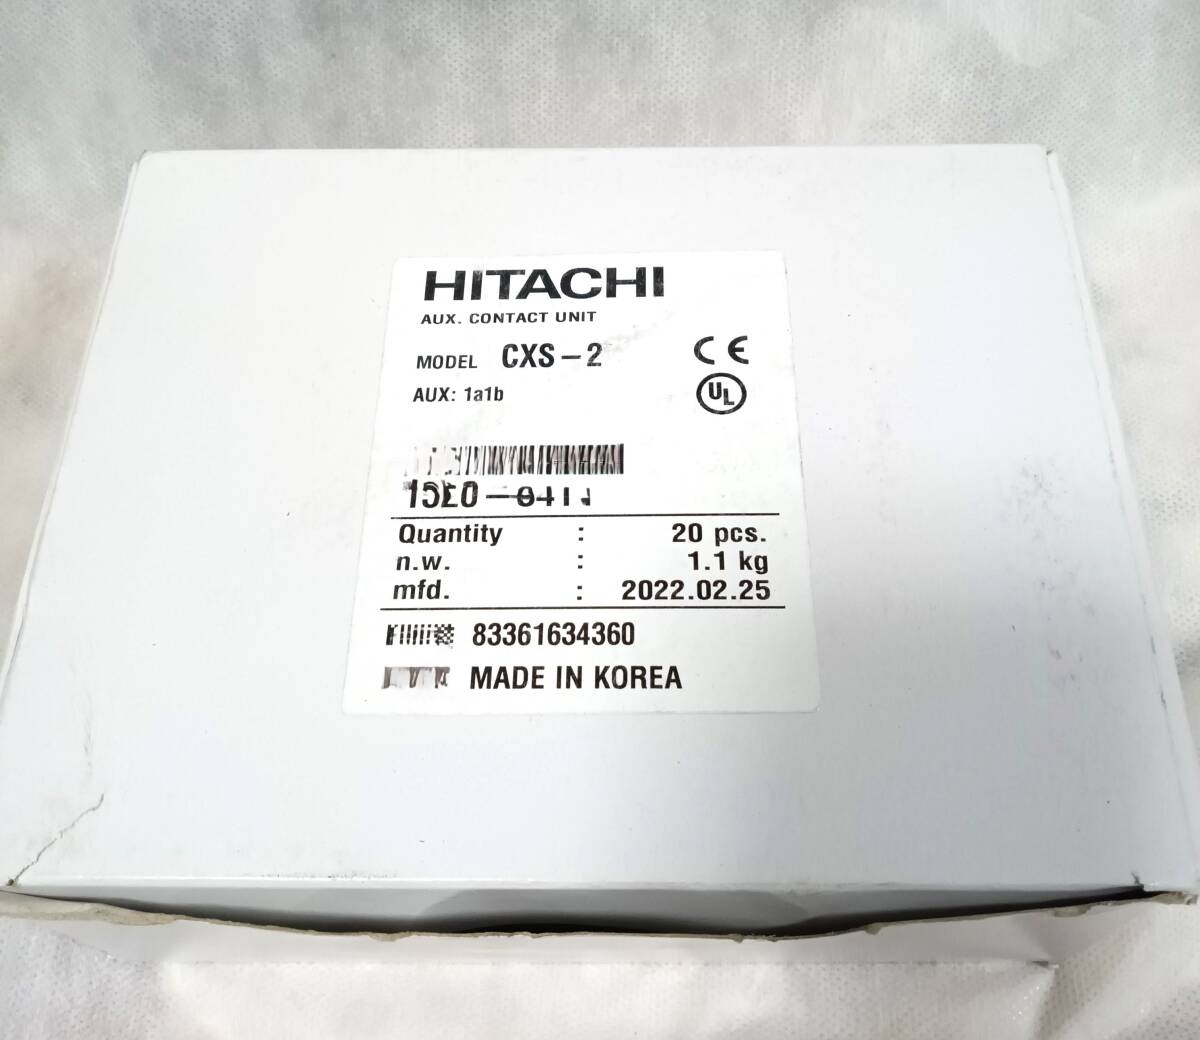 HITACHI
AUX. CONTACT UNIT
MODEL CXS-2
CE
AUX: 1a1b
UL
Quantity : 20 pcs.
n.w. : 1.1 kg
mfd. : 2022.02.25
83361634360
MADE IN KOREA